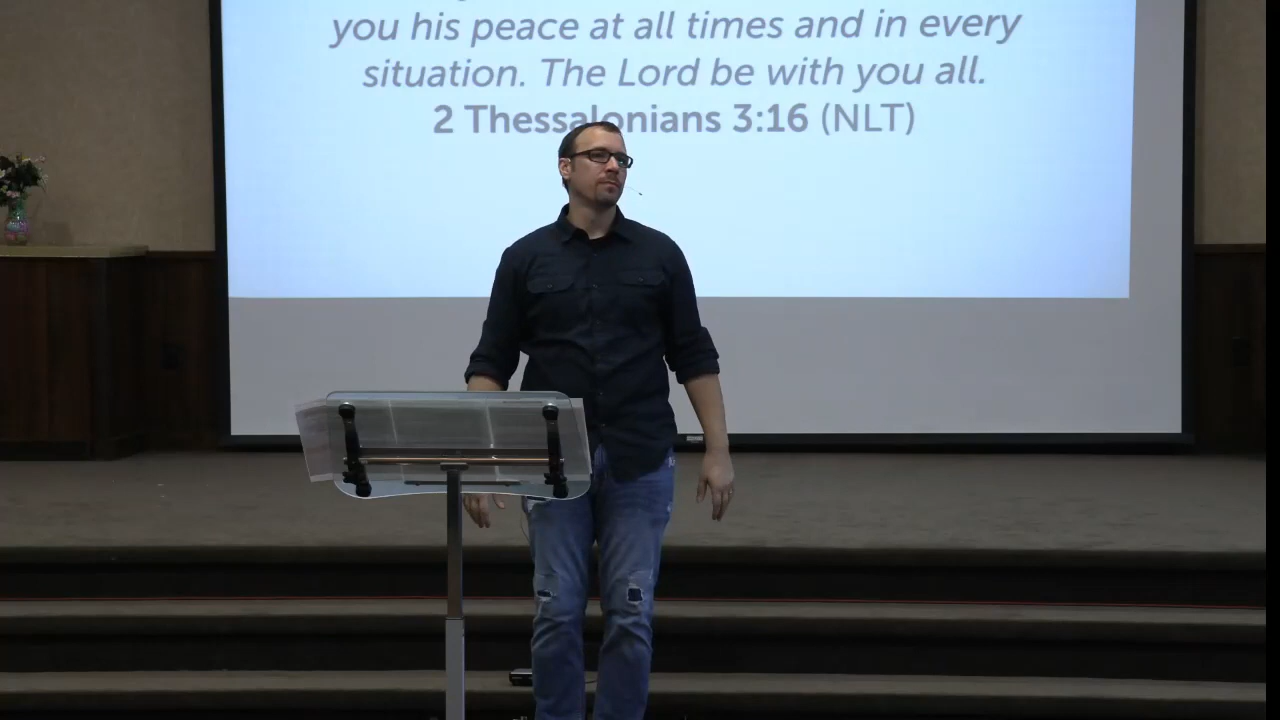 you his peace at all times and in every
situation. The Lord be with you all.
2 Thessalonians 3:16 (NLT)